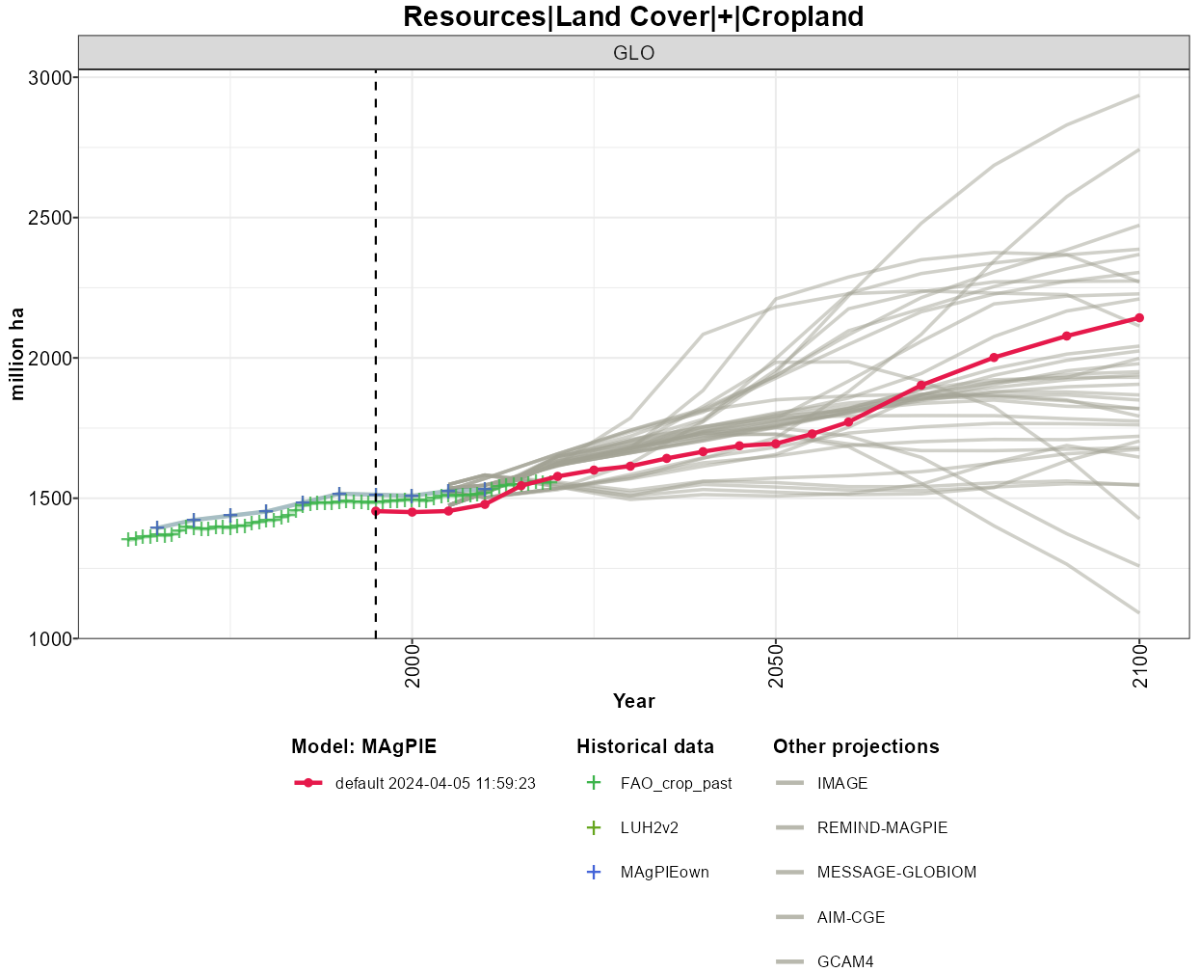 Resources|Land Cover|+|Cropland
GLO
3000
2500
2000
1500
1000
million ha
2000
2050
2100
Year
Model: MAgPIE
default 2024-04-05 11:59:23
Historical data
FAO_crop_past
LUH2v2
MAgPIEown
Other projections
IMAGE
REMIND-MAGPIE
MESSAGE-GLOBIOM
AIM-CGE
GCAM4